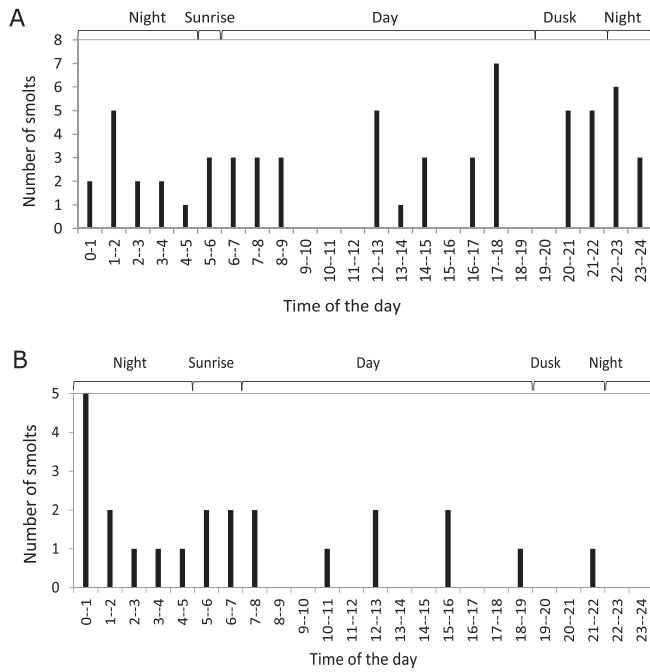 A
Night Sunrise Day Dusk Night
8
7
6
5
4
3
2
1
0
Number of smolts
0-1 1--2 2--3 3--4 4--5 5--6 6--7 7--8 8--9 9--10 10--11 11--12 12--13 13--14 14--15 15--16 16--17 17--18 18--19 19--20 20--21 21--22 22--23 23--24
Time of the day
B
Night Sunrise Day Dusk Night
5
4
3
2
1
0
Number of smolts
0--1 1--2 2--3 3--4 4--5 5--6 6--7 7--8 8--9 9--10 10--11 11--12 12--13 13--14 14--15 15--16 16--17 17--18 18--19 19--20 20--21 21--22 22--23 23--24
Time of the day